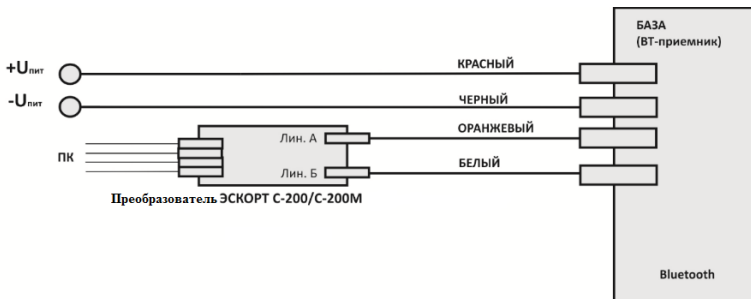 БАЗА
(BT-приемник)
+Uпит
КРАСНЫЙ
-Uпит
ЧЕРНЫЙ
ОРАНЖЕВЫЙ
Лин. А
ПК
БЕЛЫЙ
Лин. Б
Преобразователь ЭСКОРТ С-200/С-200М
Bluetooth